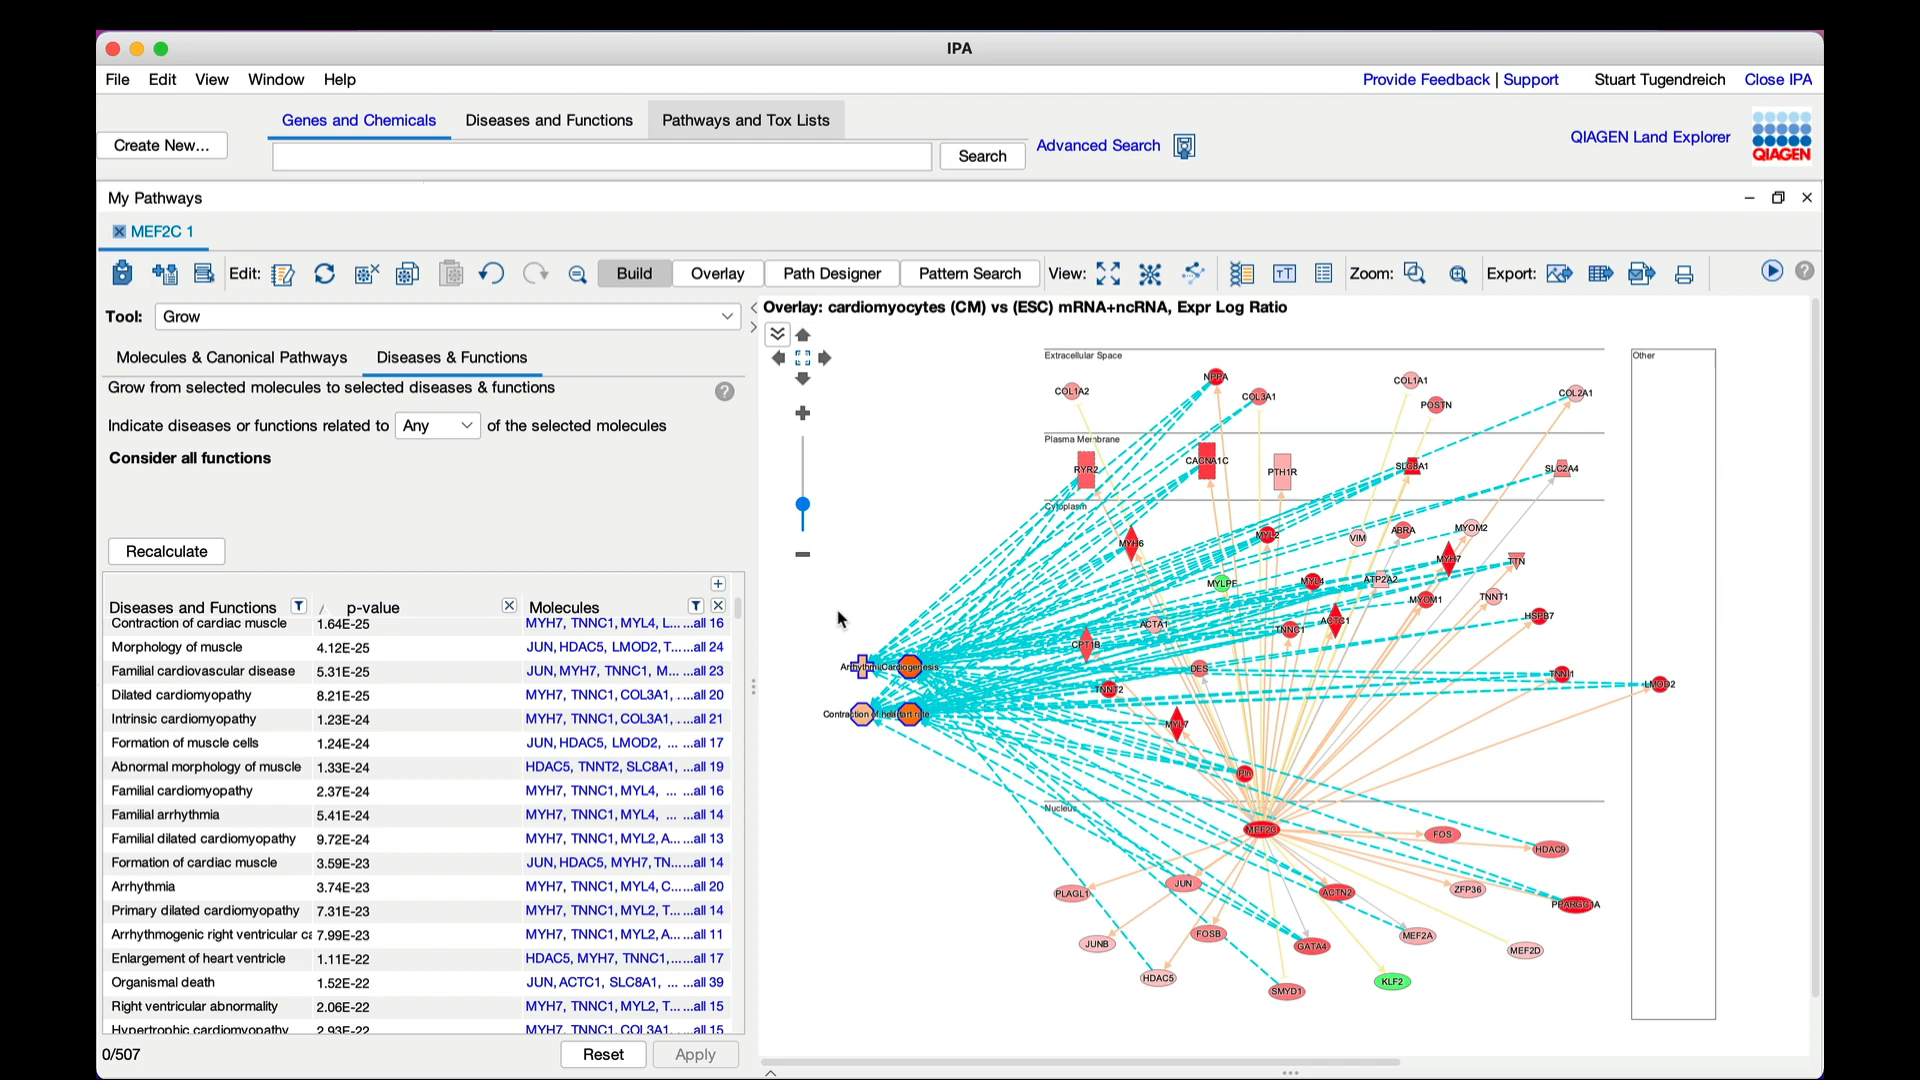 IPA
File Edit View Window Help
Provide Feedback | Support Stuart Tugendreich Close IPA
Genes and Chemicals Diseases and Functions Pathways and Tox Lists
Create New...
Search
Advanced Search
QIAGEN Land Explorer
QIAGEN
My Pathways
MEF2C 1
Edit: Build Overlay Path Designer Pattern Search View: Zoom: Export:
Tool: Grow
Overlay: cardiomyocytes (CM) vs (ESC) mRNA+ncRNA, Expr Log Ratio
Molecules & Canonical Pathways Diseases & Functions
Grow from selected molecules to selected diseases & functions
Indicate diseases or functions related to Any of the selected molecules
Consider all functions
Recalculate
Diseases and Functions p-value Molecules
Contraction of cardiac muscle 1.64E-25 MYH7, TNNC1, MYL4, L... ...all 16
Morphology of muscle 4.12E-25 JUN, HDAC5, LMOD2, T... ...all 24
Familial cardiovascular disease 5.31E-25 JUN, MYH7, TNNC1, M... ...all 23
Dilated cardiomyopathy 8.21E-25 MYH7, TNNC1, COL3A1, ...all 20
Intrinsic cardiomyopathy 1.23E-24 MYH7, TNNC1, COL3A1, ...all 21
Formation of muscle cells 1.24E-24 JUN, HDAC5, LMOD2, ... ...all 17
Abnormal morphology of muscle 1.33E-24 HDAC5, TNNT2, SLC8A1, ...all 19
Familial cardiomyopathy 2.37E-24 MYH7, TNNC1, MYL4, ... ...all 16
Familial arrhythmia 5.41E-24 MYH7, TNNC1, MYL4, ... ...all 14
Familial dilated cardiomyopathy 9.72E-24 MYH7, TNNC1, MYL2, A... ...all 13
Formation of cardiac muscle 3.59E-23 JUN, HDAC5, MYH7, TN... ...all 14
Arrhythmia 3.74E-23 MYH7, TNNC1, MYL4, C... ...all 20
Primary dilated cardiomyopathy 7.31E-23 MYH7, TNNC1, MYL2, T... ...all 14
Arrhythmogenic right ventricular ca 7.99E-23 MYH7, TNNC1, MYL2, A... ...all 11
Enlargement of heart ventricle 1.11E-22 HDAC5, MYH7, TNNC1, ... ...all 17
Organismal death 1.52E-22 JUN, ACTC1, SLC8A1, ... ...all 39
Right ventricular abnormality 2.06E-22 MYH7, TNNC1, MYL2, T... ...all 15
Hypertrophic cardiomyopathy 2.93E-22 MYH7, TNNC1, COL3A1, ...all 15
0/507 Reset Apply
Extracellular Space
Other
COL1A2 NPPA COL3A1 COL1A1 POSTN COL2A1
Plasma Membrane
RYR2 CACNA1C PTH1R SLC8A1 SLC2A4
Cytoplasm
MYH6 MYL2 VIM ABRA MYOM2
MYH7 TTN
MYLPF MYL4 ATP2A2
MYOM1 TNNT1
ACTA1 TNNC1 ACTC1 HSPB7
CPT1B
Cardiogenesis DES TNNI1
TNNT2 LMOD2
MYL7
Pln
Nucleus
MEF2C FOS HDAC9
PLAGL1 JUN ACTN2 ZFP36 PPARGC1A
JUNB FOSB GATA4 MEF2A MEF2D
HDAC5 SMYD1 KLF2